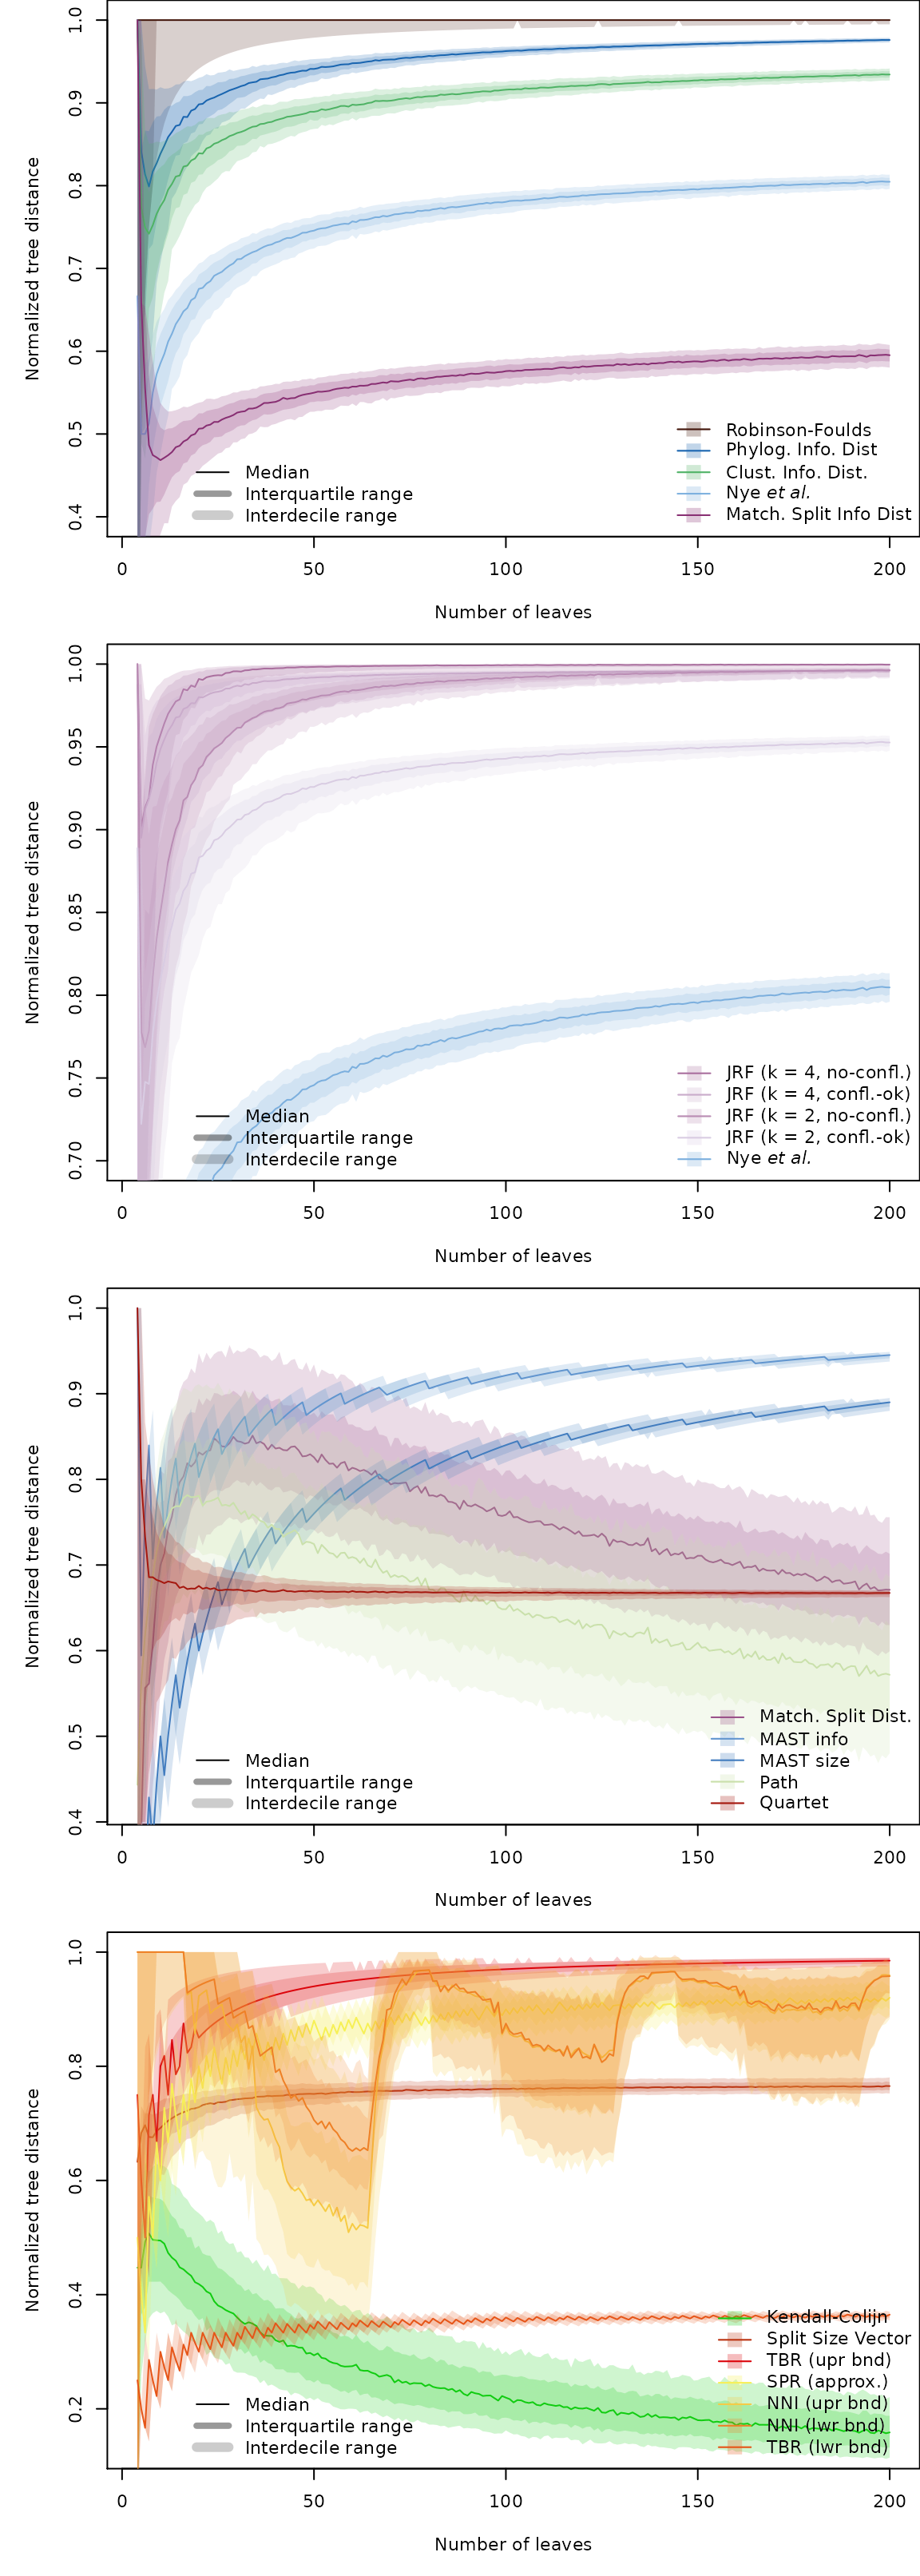 Normalized tree distance
1.0
0.9
0.8
0.7
0.6
0.5
0.4
Median
Interquartile range
Interdecile range
Robinson-Foulds
Phylog. Info. Dist
Clust. Info. Dist.
Nye et al.
Match. Split Info Dist
0
50
100
150
200
Number of leaves
Normalized tree distance
1.00
0.95
0.90
0.85
0.80
0.75
0.70
Median
Interquartile range
Interdecile range
JRF (k = 4, no-confl.)
JRF (k = 4, confl.-ok)
JRF (k = 2, no-confl.)
JRF (k = 2, confl.-ok)
Nye et al.
0
50
100
150
200
Number of leaves
Normalized tree distance
1.0
0.9
0.8
0.7
0.6
0.5
0.4
Median
Interquartile range
Interdecile range
Match. Split Dist.
MAST info
MAST size
Path
Quartet
0
50
100
150
200
Number of leaves
Normalized tree distance
1.0
0.8
0.6
0.4
0.2
Median
Interquartile range
Interdecile range
Kendall-Colijn
Split Size Vector
TBR (upr bnd)
SPR (approx.)
NNI (upr bnd)
NNI (lwr bnd)
TBR (lwr bnd)
0
50
100
150
200
Number of leaves